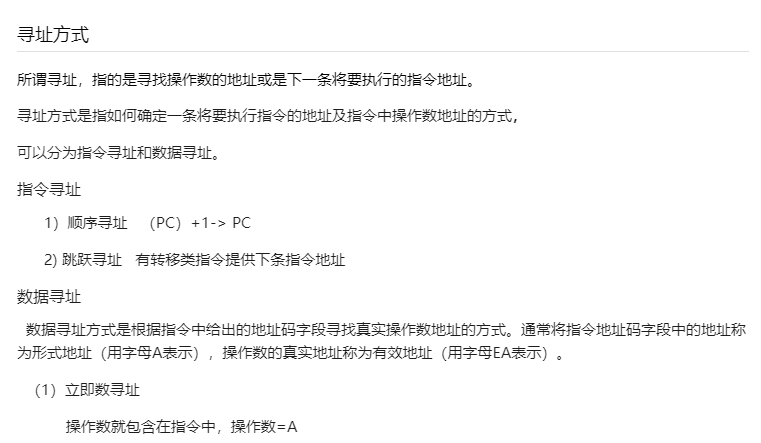 寻址方式
所谓寻址，指的是寻找操作数的地址或是下一条将要执行的指令地址。
寻址方式是指如何确定一条将要执行指令的地址及指令中操作数地址的方式，
可以分为指令寻址和数据寻址。
指令寻址
1）顺序寻址 （PC）+1-> PC
2) 跳跃寻址 有转移类指令提供下条指令地址
数据寻址
数据寻址方式是根据指令中给出的地址码字段寻找真实操作数地址的方式。通常将指令地址码字段中的地址称
为形式地址（用字母A表示），操作数的真实地址称为有效地址（用字母EA表示）。
（1）立即数寻址
操作数就包含在指令中，操作数=A